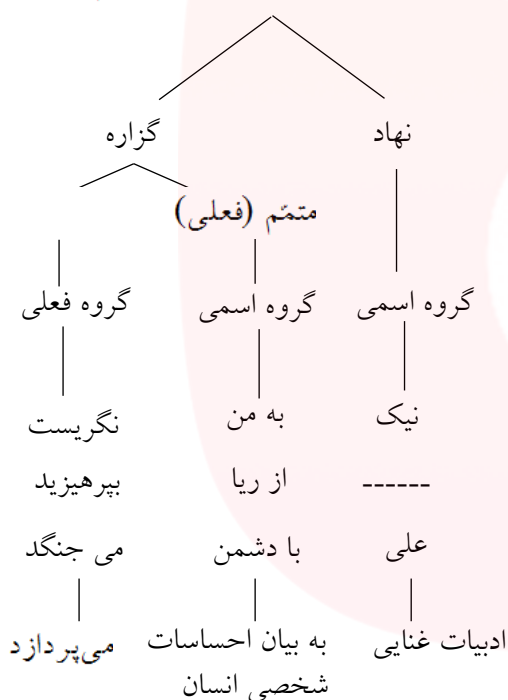 نهاد گزاره
متمّم (فعلی)
گروه اسمی گروه اسمی گروه فعلی
نیک به من نگریست
------ از ریا بپرهیزید
علی با دشمن می جنگد
ادبیات غنایی به بیان احساسات می‌پردازد
شخصی انسان